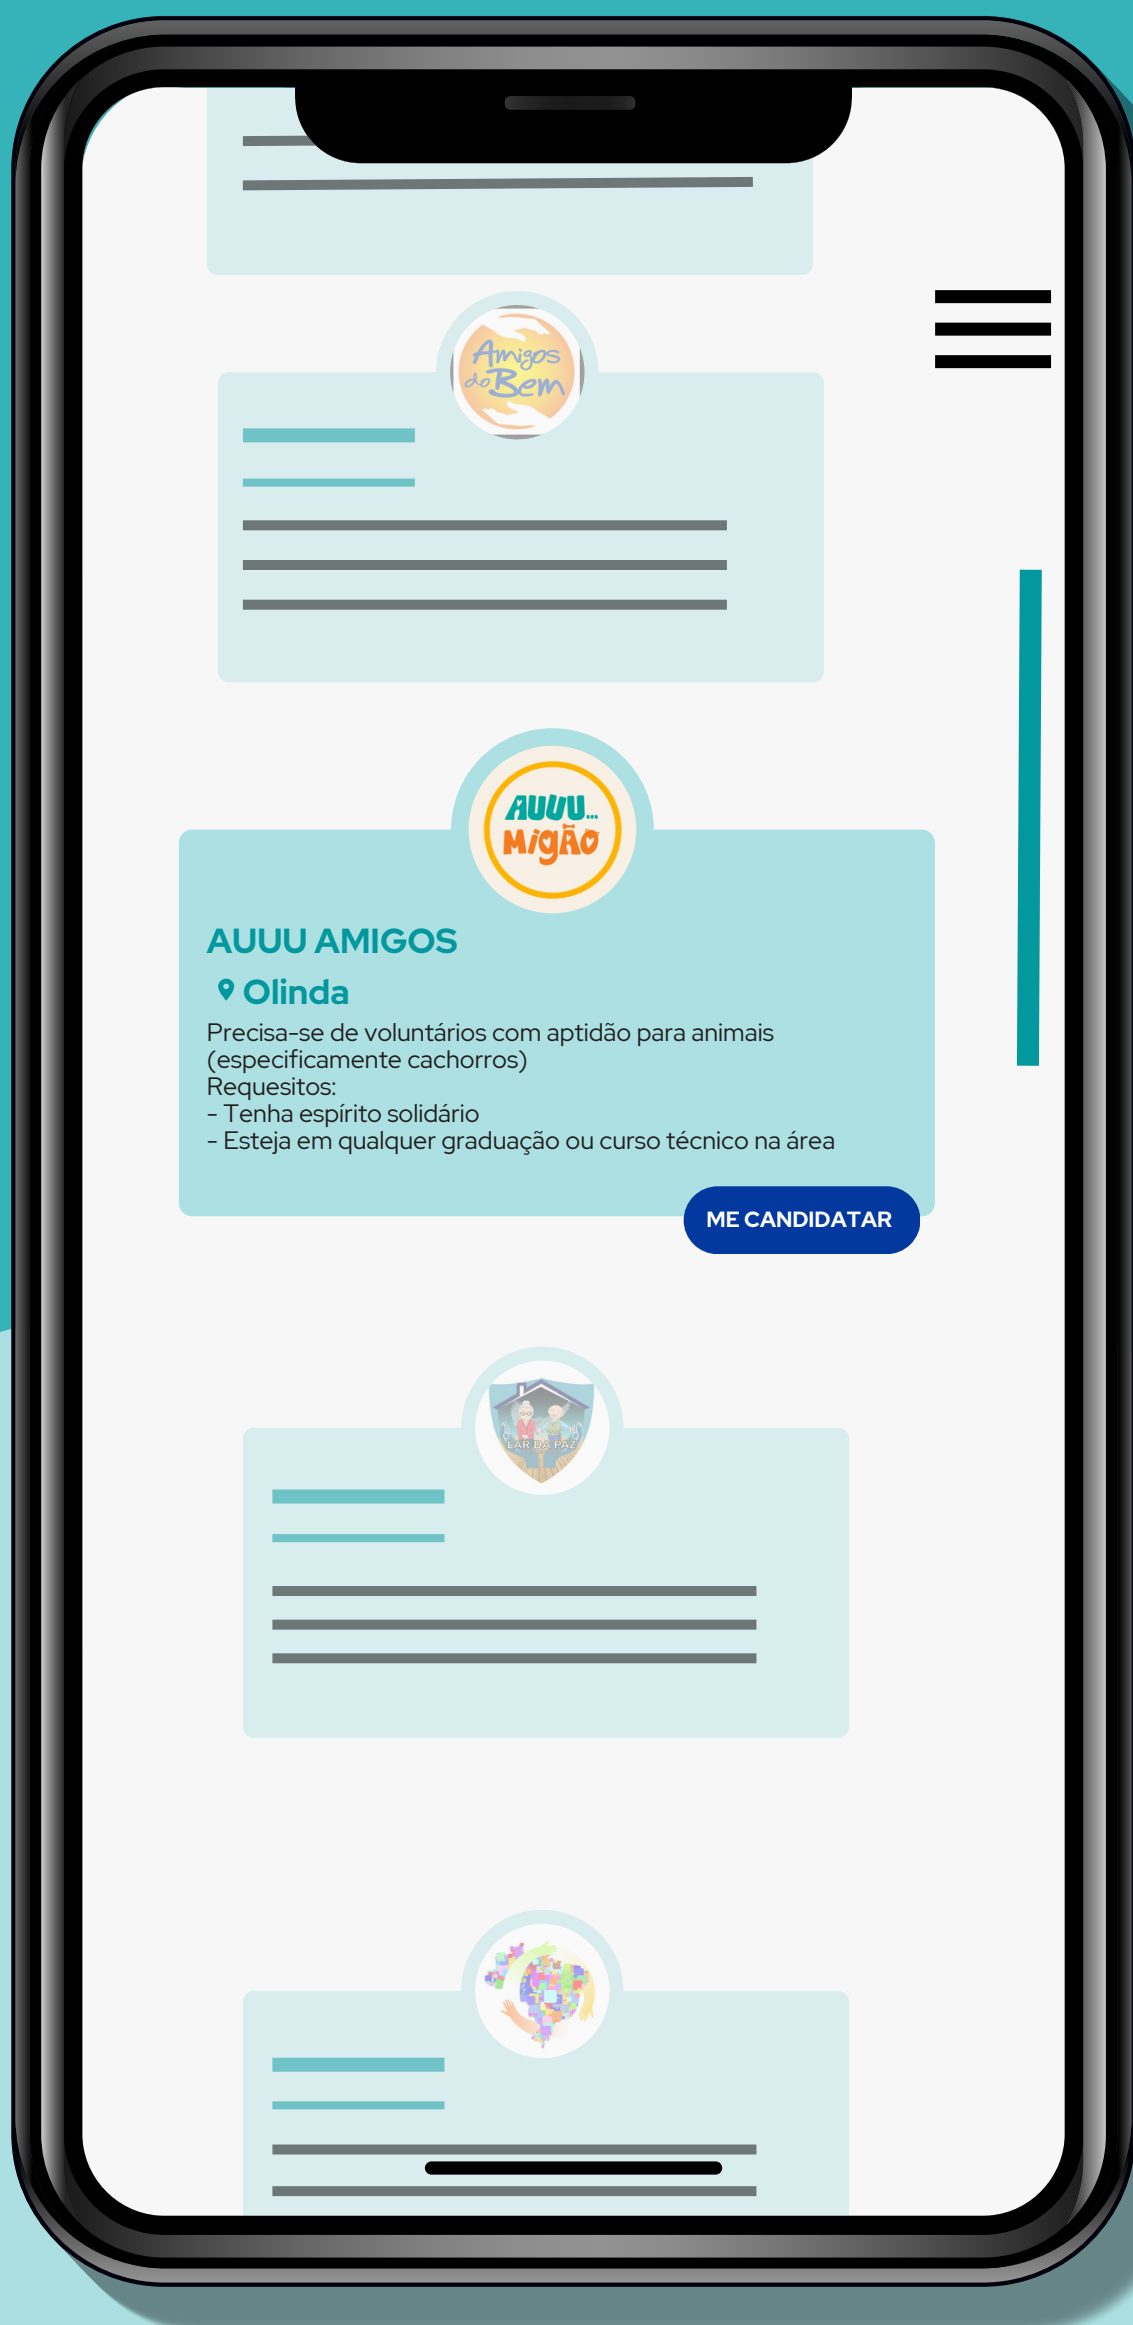 Amigos
do Bem
AUUU...
MigÃO
AUUU AMIGOS
Olinda
Precisa-se de voluntários com aptidão para animais
(especificamente cachorros)
Requesitos:
- Tenha espírito solidário
- Esteja em qualquer graduação ou curso técnico na área
ME CANDIDATAR
LAR DA PAZ